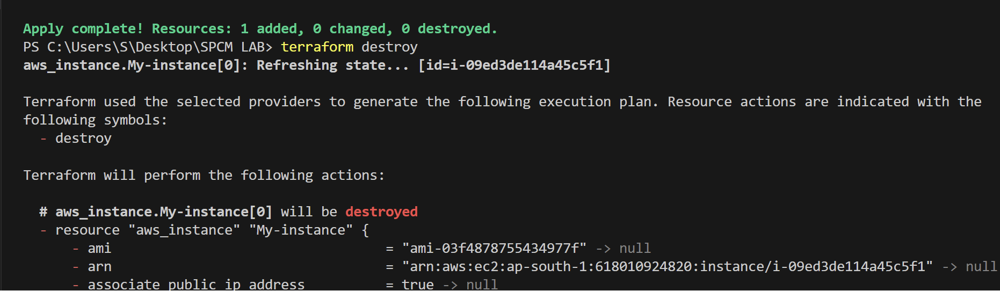 Apply complete! Resources: 1 added, 0 changed, 0 destroyed.
PS C:\Users\S\Desktop\SPCM LAB> terraform destroy
aws_instance.My-instance[0]: Refreshing state... [id=i-09ed3de114a45c5f1]
Terraform used the selected providers to generate the following execution plan. Resource actions are indicated with the
following symbols:
  - destroy
Terraform will perform the following actions:
  # aws_instance.My-instance[0] will be destroyed
  - resource "aws_instance" "My-instance" {
      - ami                                  = "ami-03f4878755434977f" -> null
      - arn                                  = "arn:aws:ec2:ap-south-1:618010924820:instance/i-09ed3de114a45c5f1" -> null
      - associate_public_ip_address          = true -> null